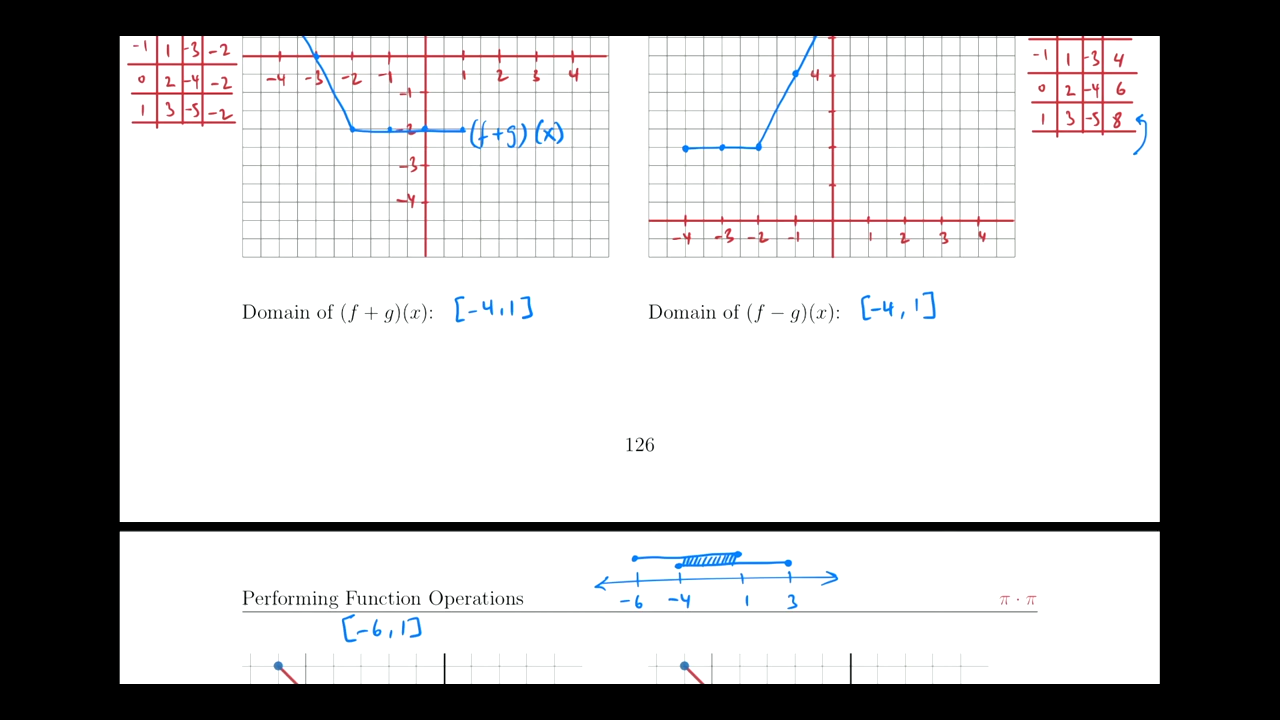 -1 1 -3 -2
0 2 -4 -2
1 3 -5 -2
-4 -3 -2 -1 1 2 3 4
-1
-2
-3
-4
(f+g)(x)
4
-4 -3 -2 -1 1 2 3 4
-1 1 -3 4
0 2 -4 6
1 3 -5 8
Domain of (f + g)(x): [-4,1]
Domain of (f − g)(x): [-4,1]
126
-6 -4 1 3
Performing Function Operations
π · π
[-6,1]